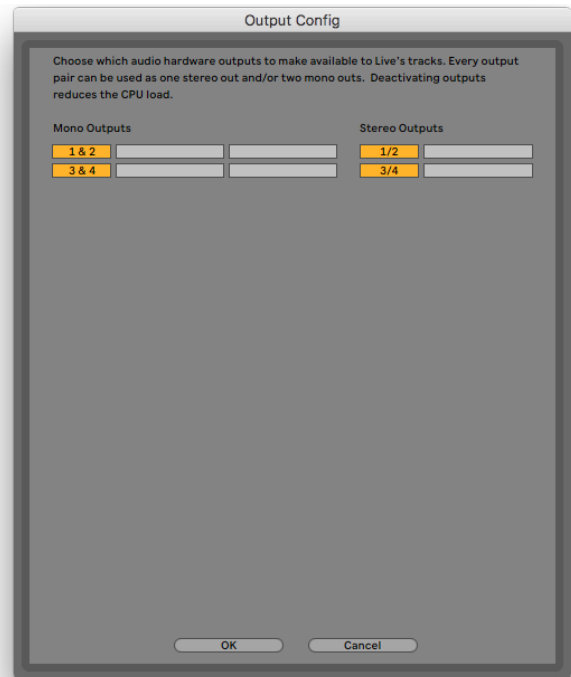 Output Config
Choose which audio hardware outputs to make available to Live's tracks. Every output
pair can be used as one stereo out and/or two mono outs.  Deactivating outputs
reduces the CPU load.
Mono Outputs
Stereo Outputs
1 & 2
1/2
3 & 4
3/4
OK
Cancel